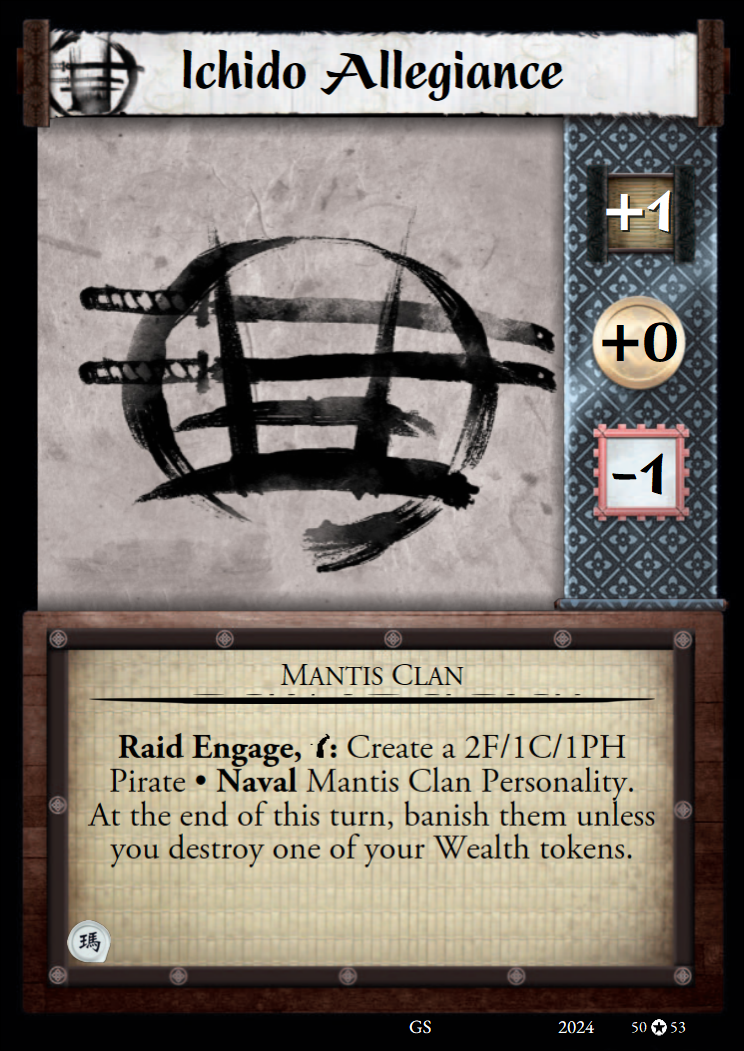 Ichido Allegiance
+1
+0
-1
Mantis Clan
Raid Engage, : Create a 2F/1C/1PH
Pirate • Naval Mantis Clan Personality.
At the end of this turn, banish them unless
you destroy one of your Wealth tokens.
瑪
GS 2024 50 53